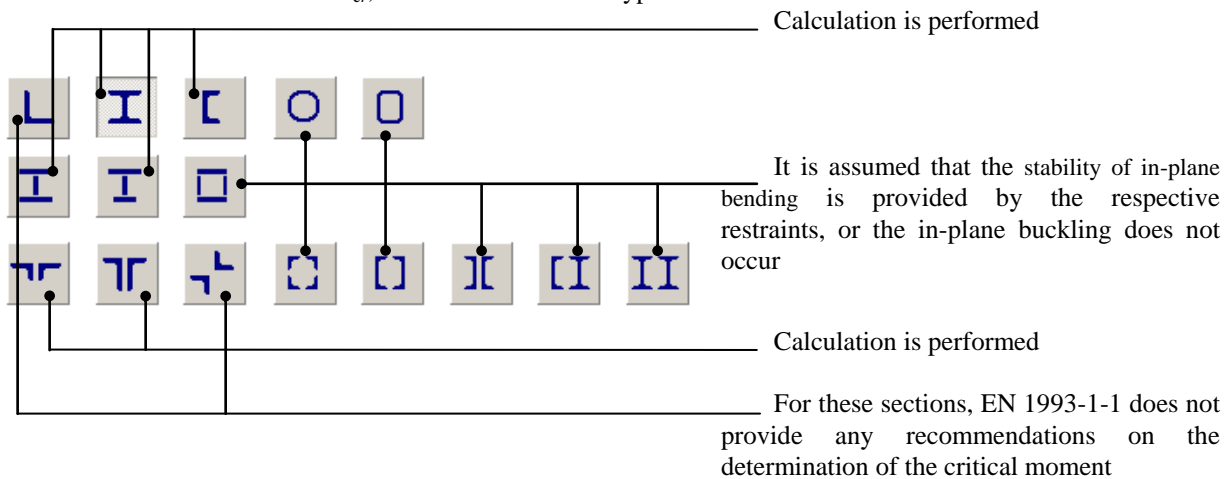 Calculation is performed
It is assumed that the stability of in-plane
bending is provided by the respective
restraints, or the in-plane buckling does not
occur
Calculation is performed
For these sections, EN 1993-1-1 does not
provide any recommendations on the
determination of the critical moment